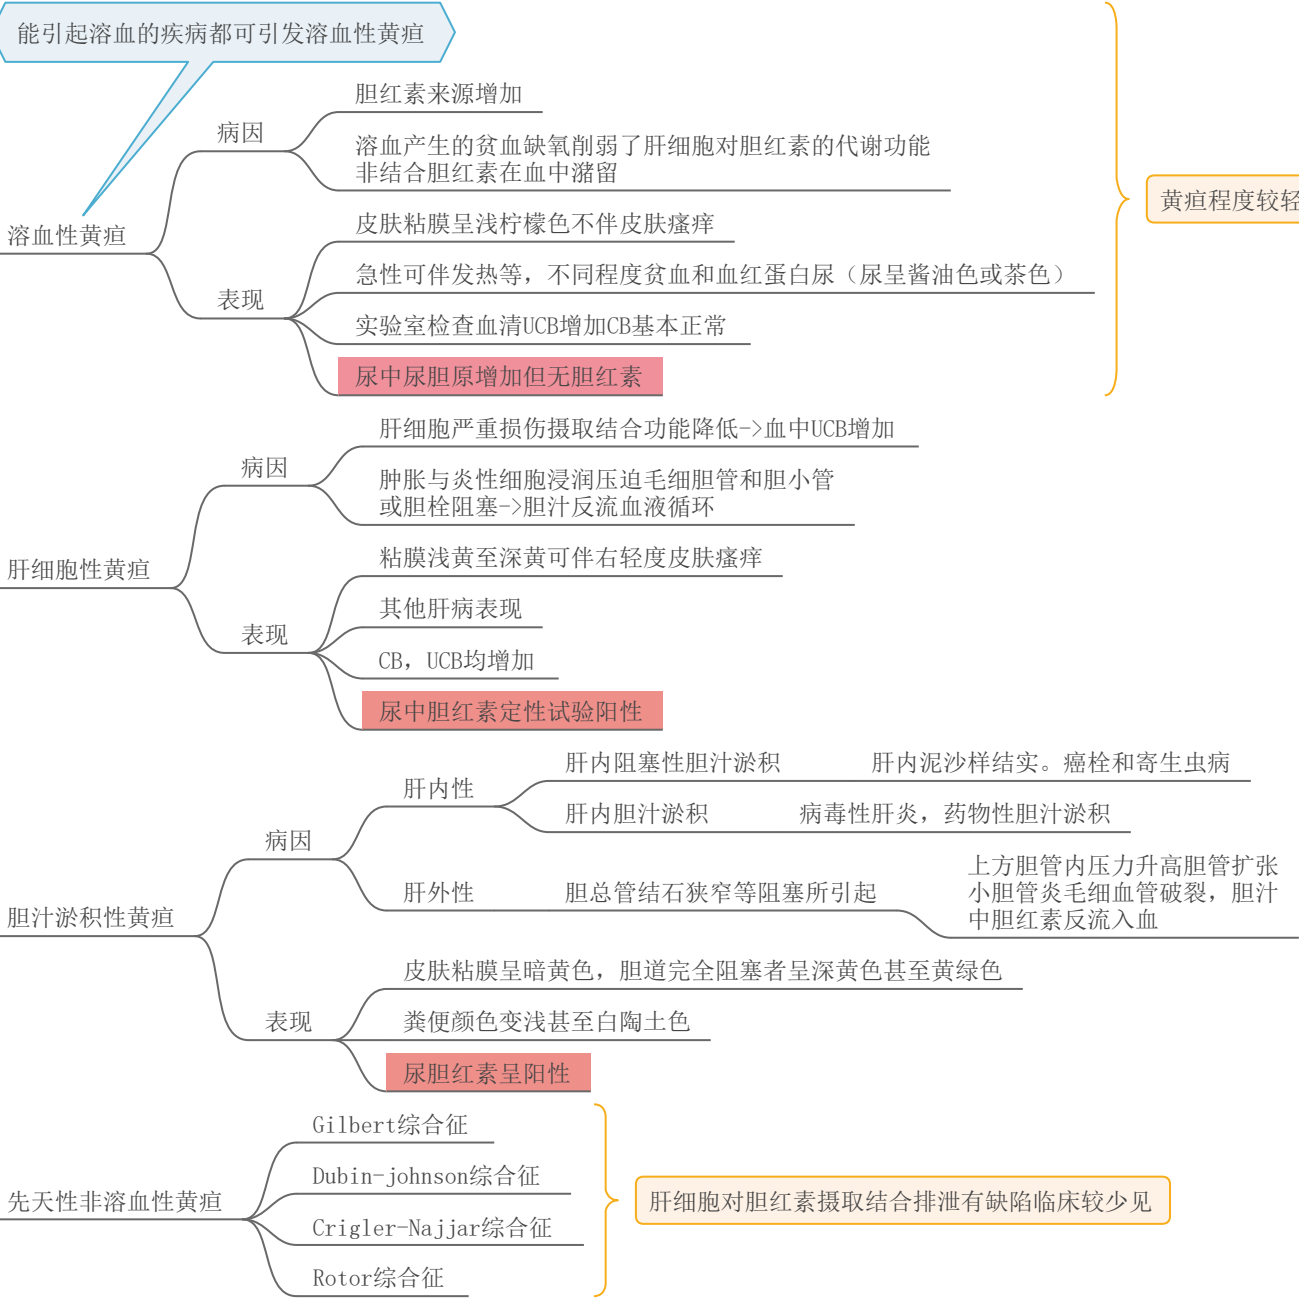 能引起溶血的疾病都可引发溶血性黄疸
胆红素来源增加
病因
溶血产生的贫血缺氧削弱了肝细胞对胆红素的代谢功能
非结合胆红素在血中潴留
黄疸程度较轻
皮肤粘膜呈浅柠檬色不伴皮肤瘙痒
溶血性黄疸
急性可伴发热等，不同程度贫血和血红蛋白尿（尿呈酱油色或茶色）
表现
实验室检查血清UCB增加CB基本正常
尿中尿胆原增加但无胆红素
肝细胞严重损伤摄取结合功能降低->血中UCB增加
病因
肿胀与炎性细胞浸润压迫毛细胆管和胆小管
或胆栓阻塞->胆汁反流血液循环
粘膜浅黄至深黄可伴右轻度皮肤瘙痒
肝细胞性黄疸
其他肝病表现
表现
CB，UCB均增加
尿中胆红素定性试验阳性
肝内阻塞性胆汁淤积
肝内泥沙样结实。癌栓和寄生虫病
肝内性
肝内胆汁淤积
病毒性肝炎，药物性胆汁淤积
病因
肝外性
胆总管结石狭窄等阻塞所引起
上方胆管内压力升高胆管扩张
小胆管炎毛细血管破裂，胆汁
中胆红素反流入血
胆汁淤积性黄疸
皮肤粘膜呈暗黄色，胆道完全阻塞者呈深黄色甚至黄绿色
表现
粪便颜色变浅甚至白陶土色
尿胆红素呈阳性
Gilbert综合征
Dubin-johnson综合征
先天性非溶血性黄疸
肝细胞对胆红素摄取结合排泄有缺陷临床较少见
Crigler-Najjar综合征
Rotor综合征